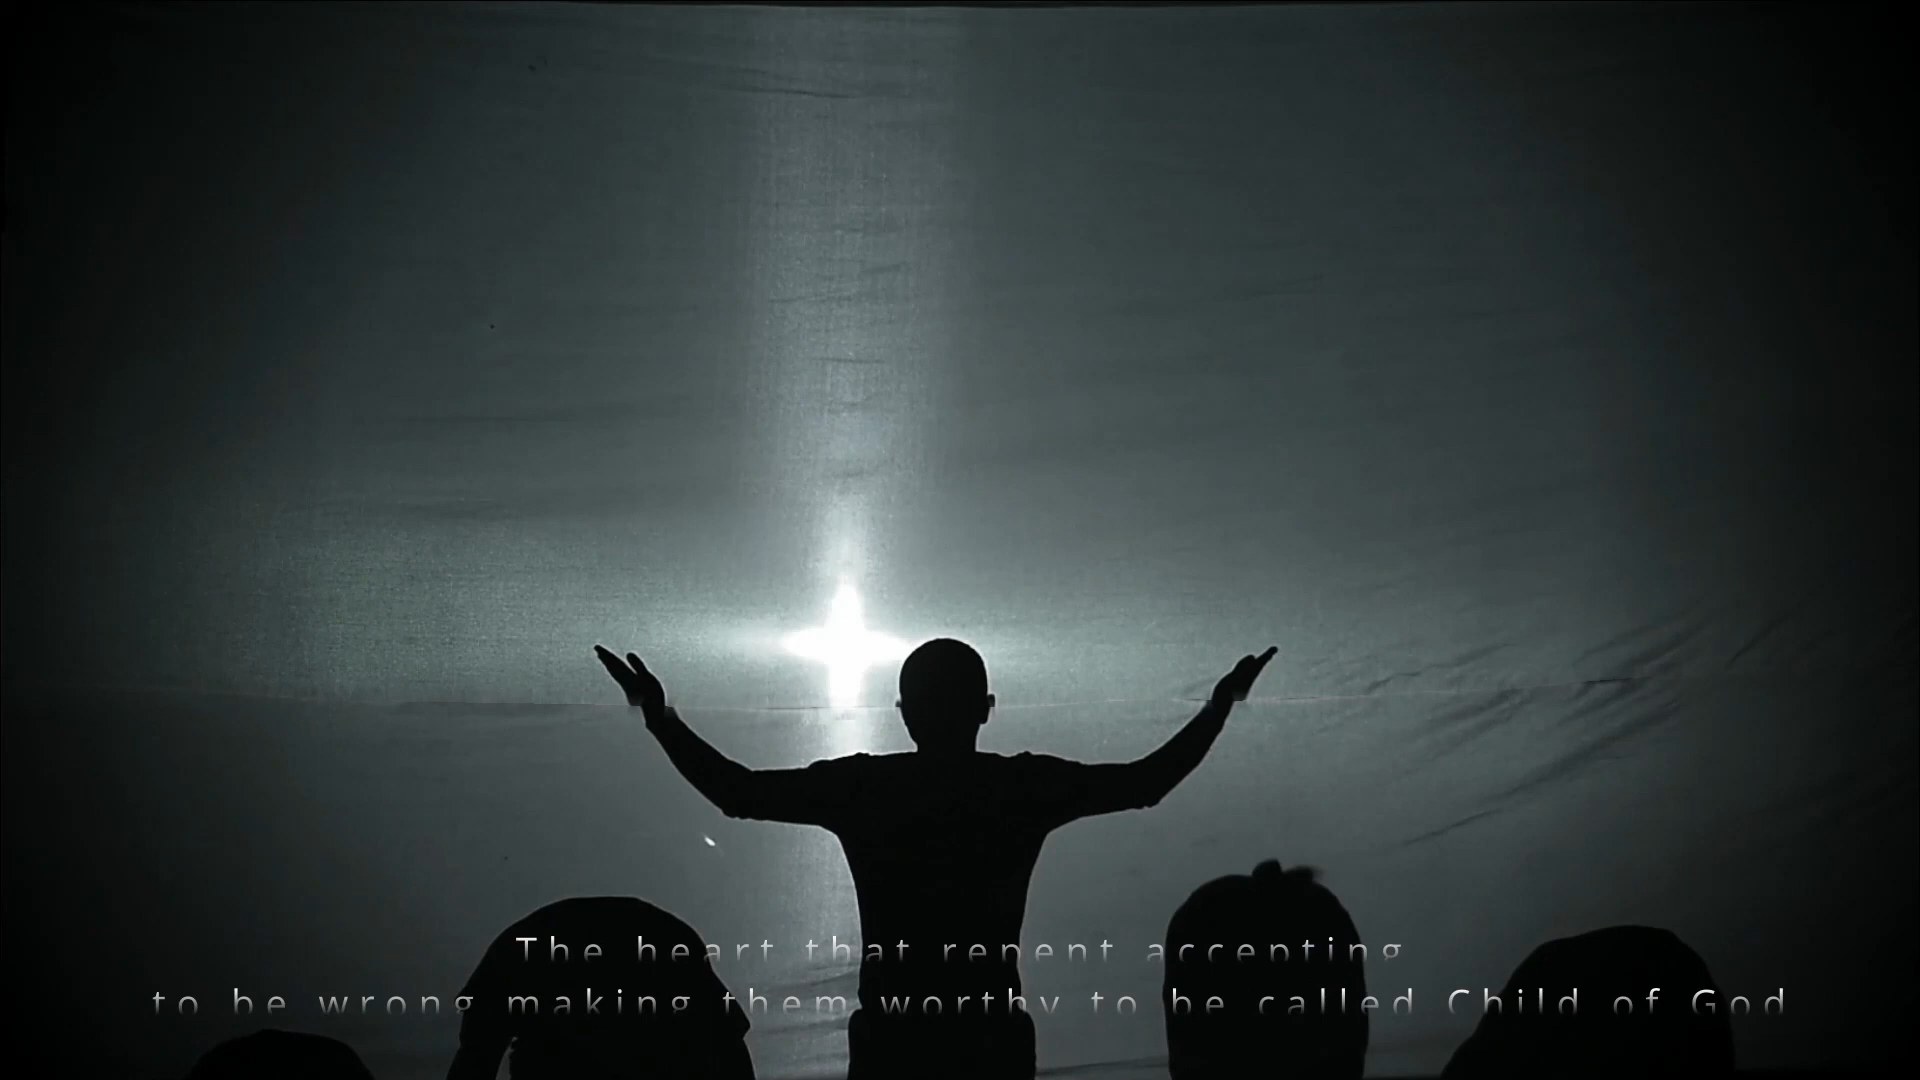 The heart that repent accepting
to be wrong making them worthy to be called Child of God